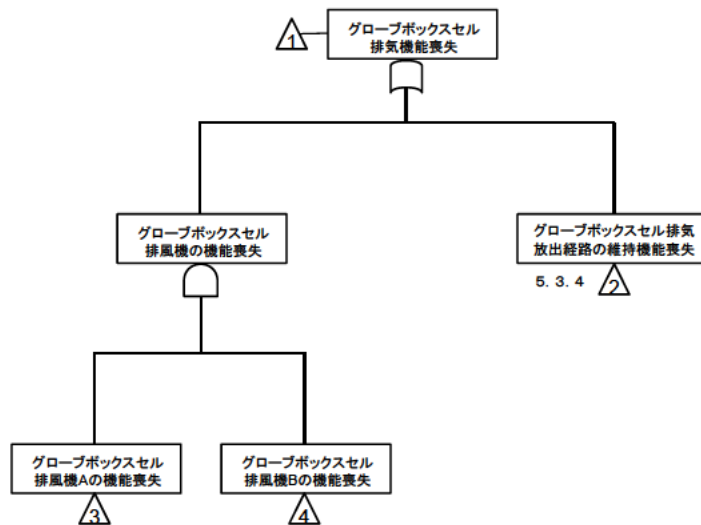 1
グローブボックスセル
排気機能喪失
グローブボックスセル
排風機の機能喪失
グローブボックスセル排気
放出経路の維持機能喪失
5. 3. 4
2
グローブボックスセル
排風機Aの機能喪失
グローブボックスセル
排風機Bの機能喪失
3
4